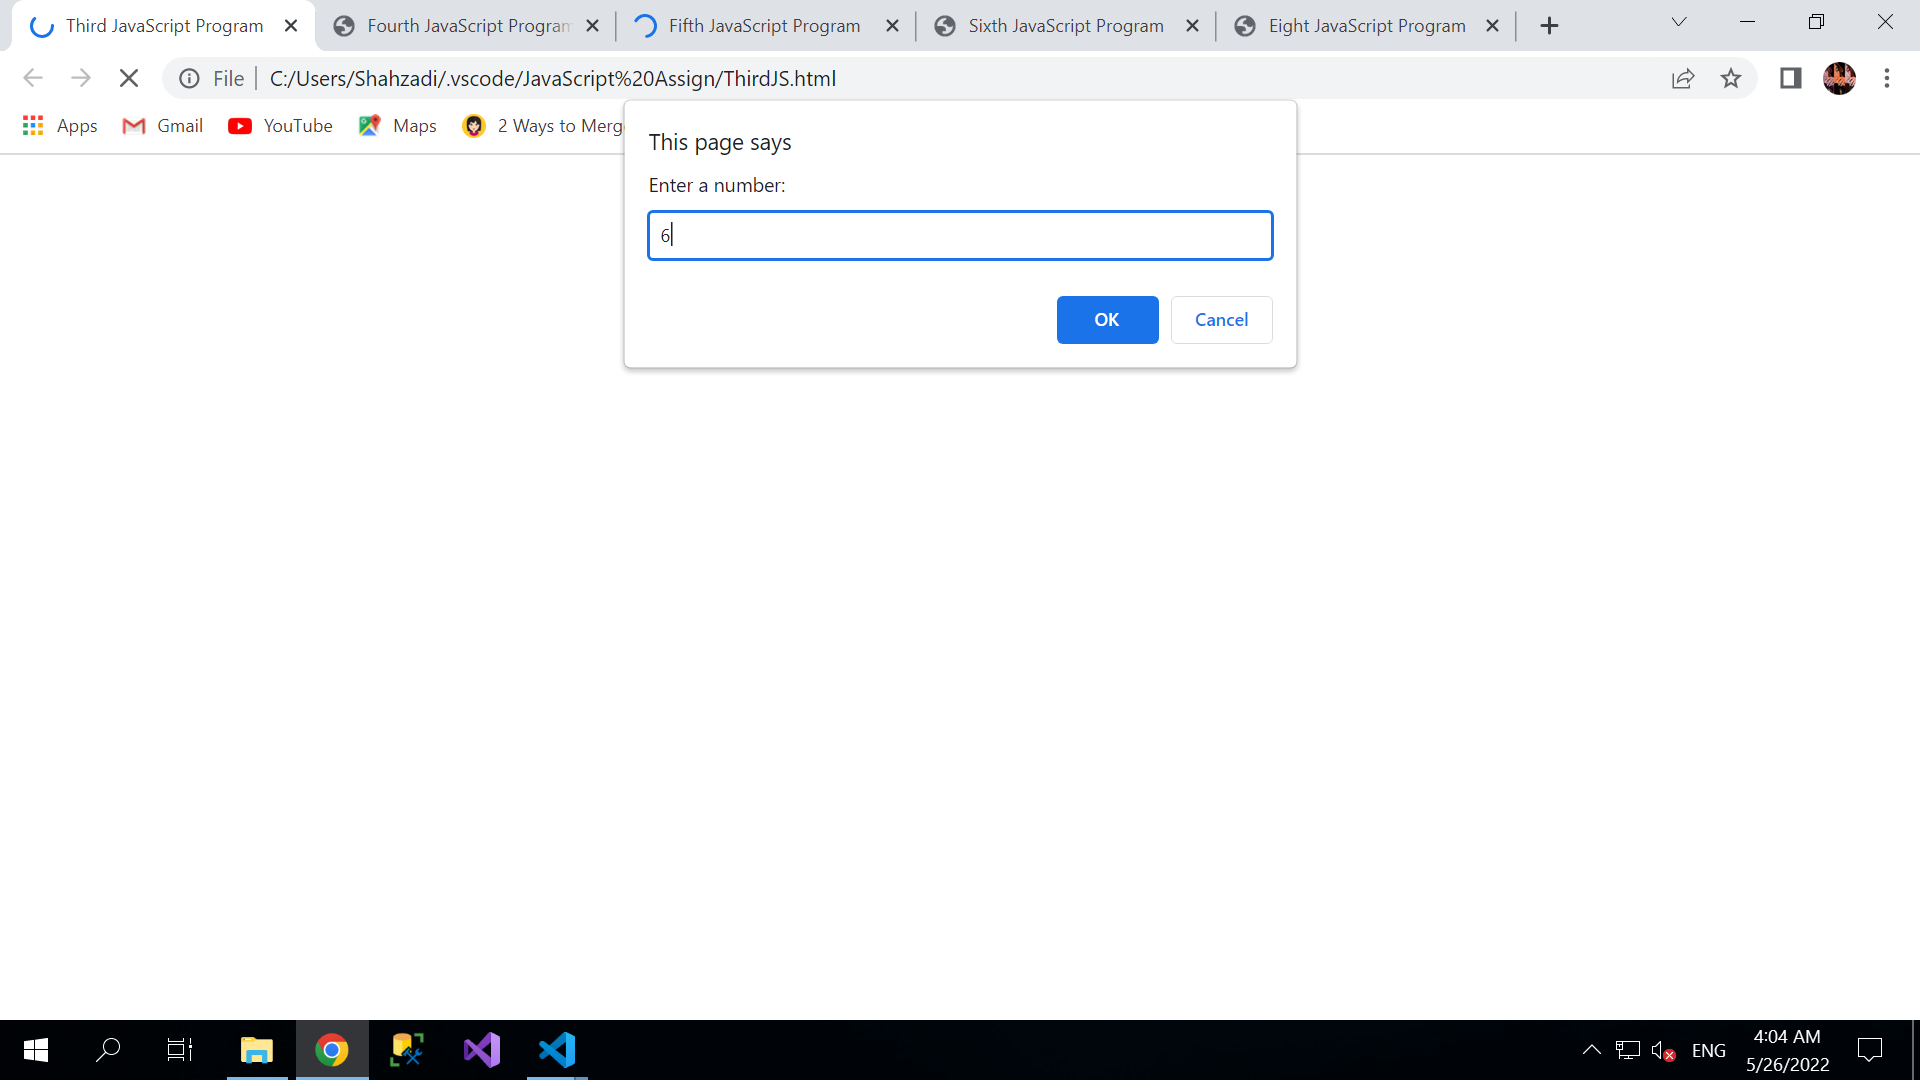 Third JavaScript Program
Fourth JavaScript Program
Fifth JavaScript Program
Sixth JavaScript Program
Eight JavaScript Program
File
C:/Users/Shahzadi/.vscode/JavaScript%20Assign/ThirdJS.html
Apps
Gmail
YouTube
Maps
2 Ways to Merg
This page says
Enter a number:
6
OK
Cancel
ENG
4:04 AM
5/26/2022